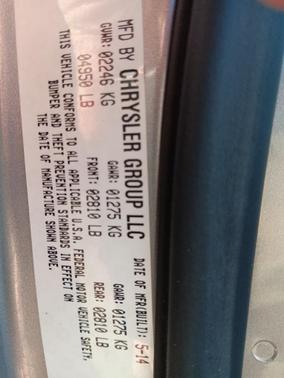 MFD BY CHRYSLER GROUP LLC DATE OF MFR(BUILT): 5-14
GVWR: 02246 KG GAWR: 01275 KG GAWR: 01275 KG
04950 LB FRONT: 02810 LB REAR: 02810 LB
THIS VEHICLE CONFORMS TO ALL APPLICABLE U.S.A. FEDERAL MOTOR VEHICLE SAFETY,
BUMPER AND THEFT PREVENTION STANDARDS IN EFFECT ON
THE DATE OF MANUFACTURE SHOWN ABOVE.